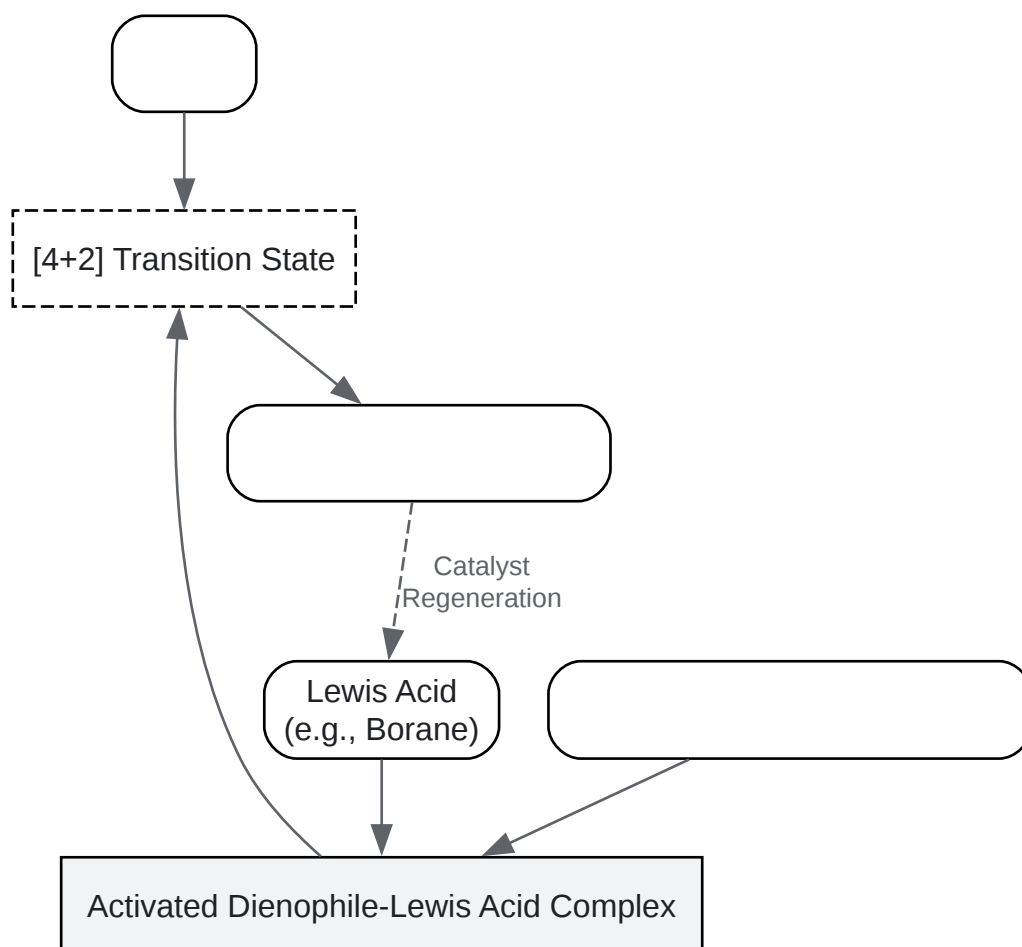 [4+2] Transition State
Catalyst
Regeneration
Lewis Acid
(e.g., Borane)
Activated Dienophile-Lewis Acid Complex